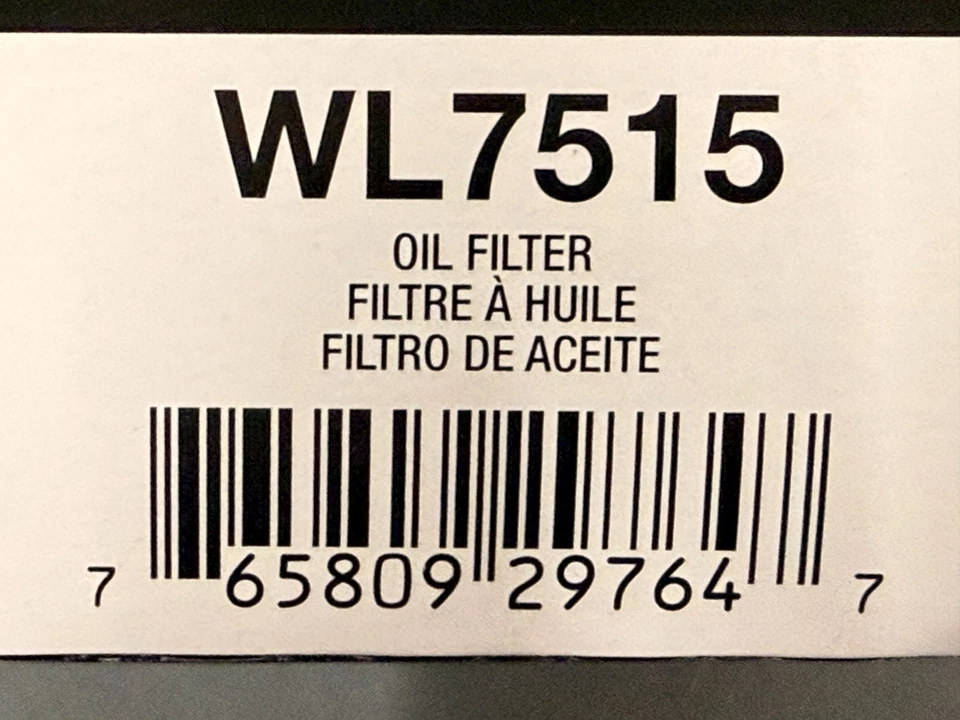 WL7515
OIL FILTER
FILTRE À HUILE
FILTRO DE ACEITE
7 65809 29764 7